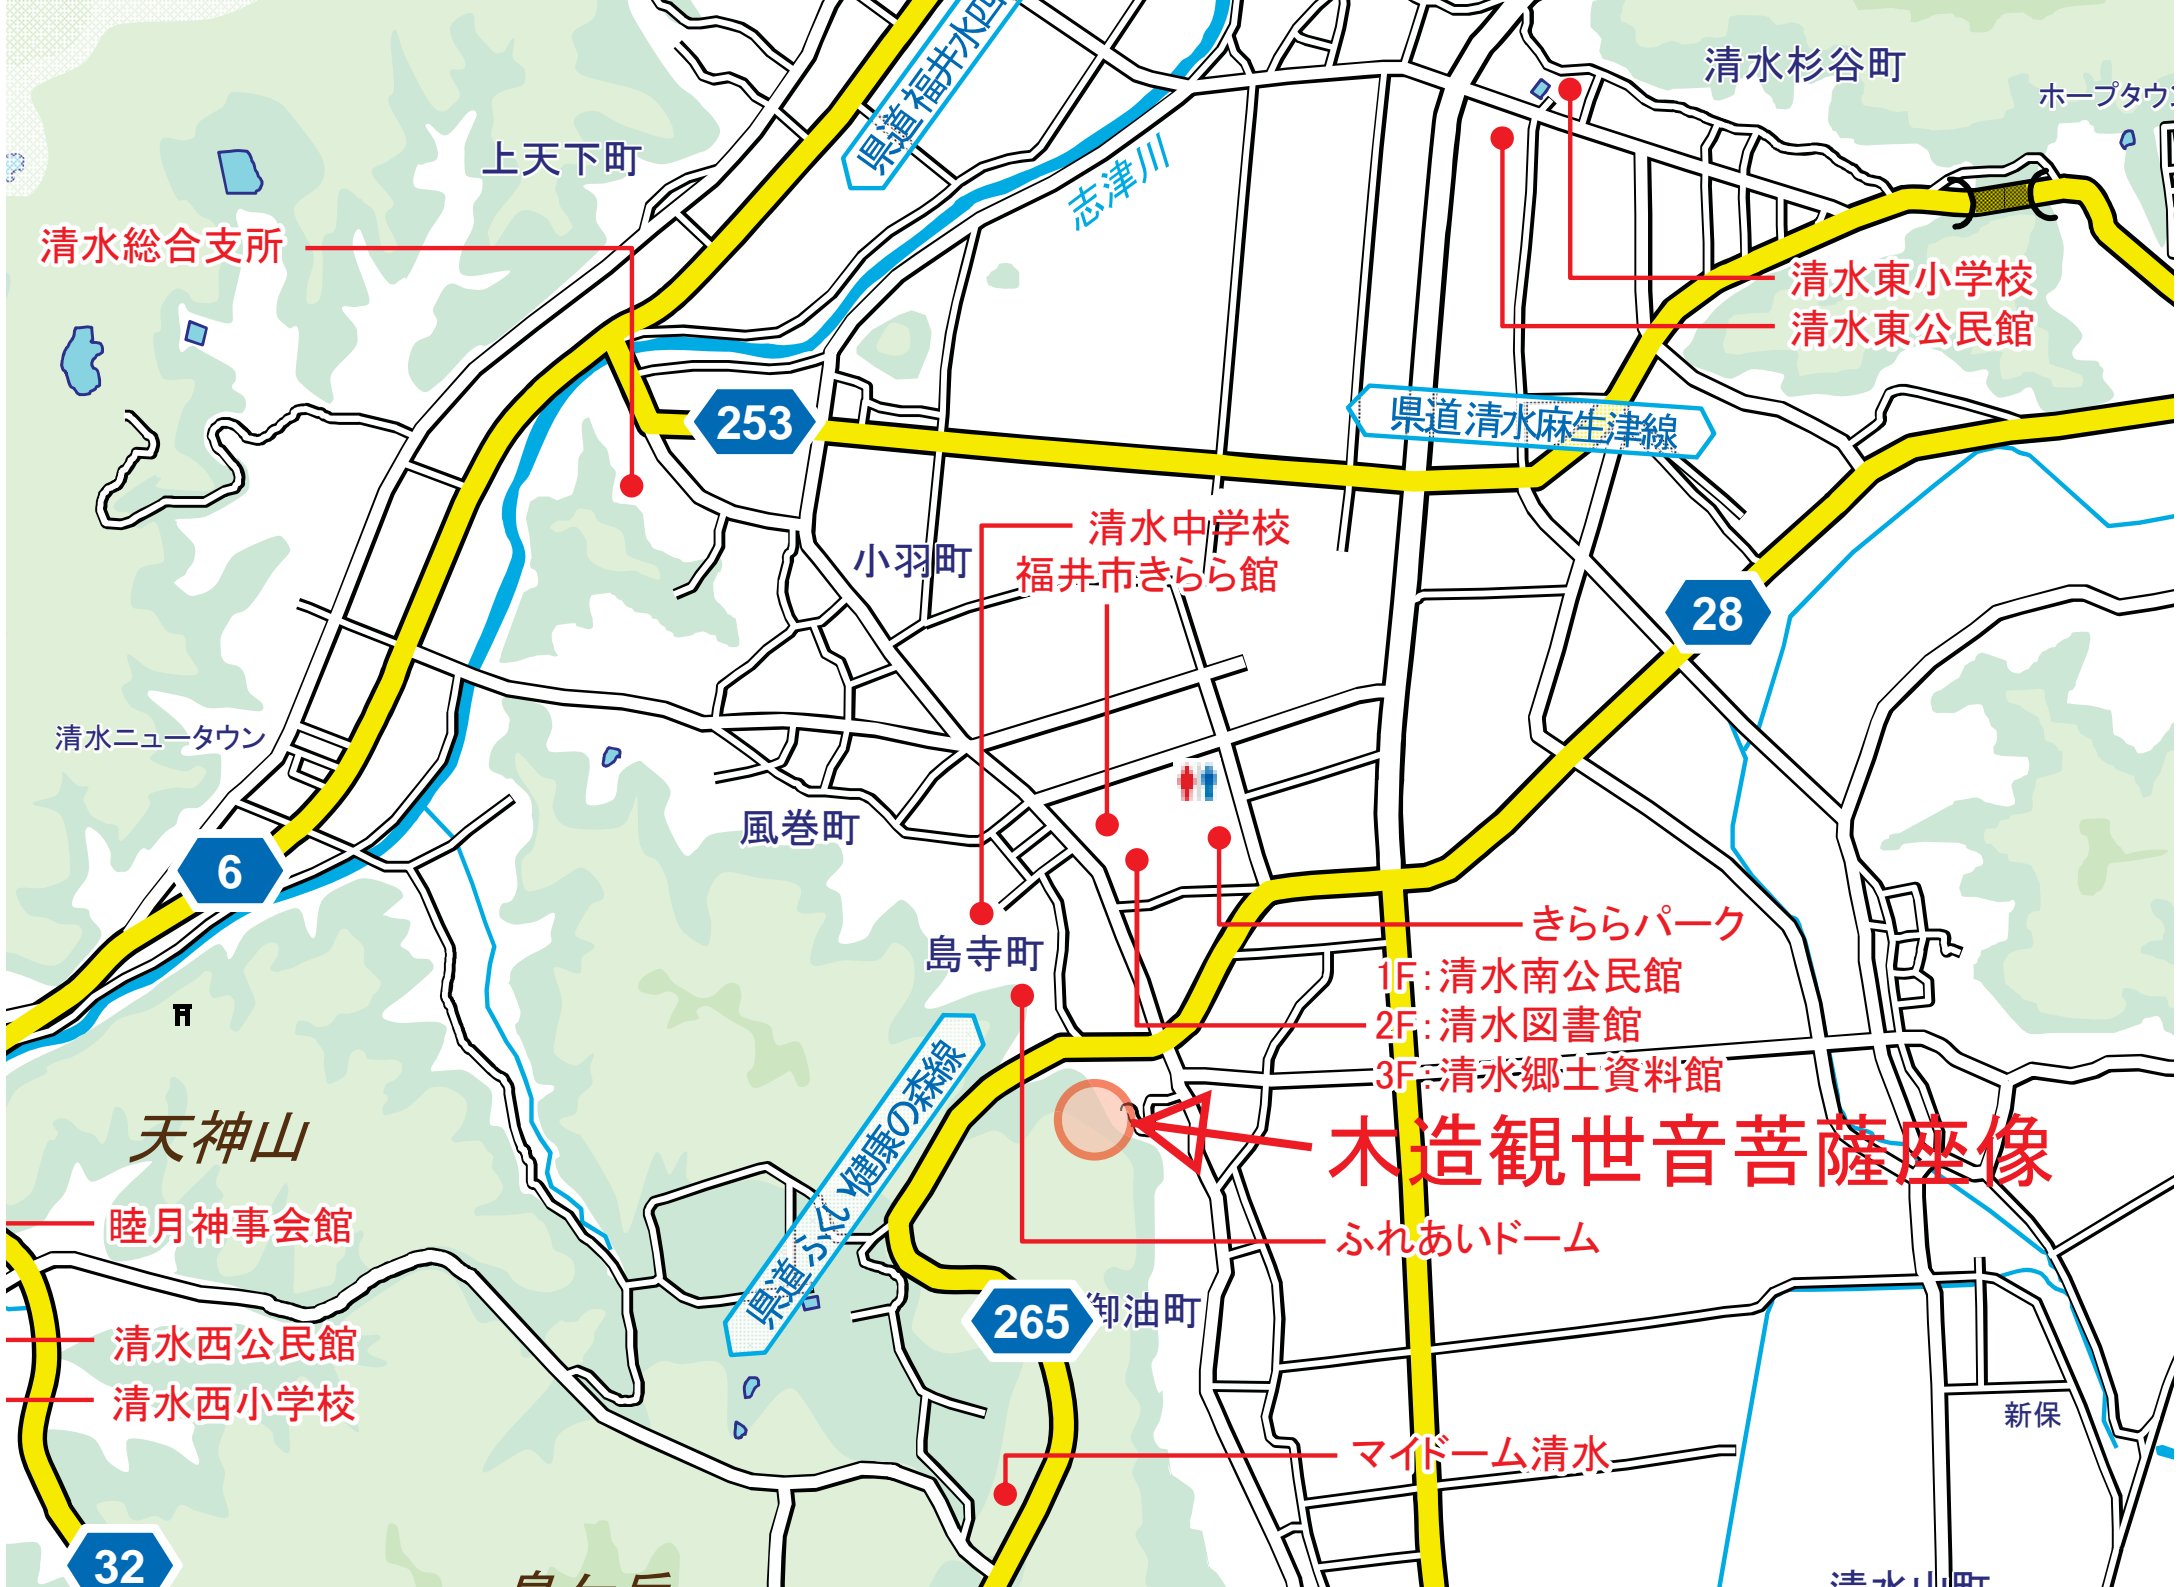 県道 福井水四
清水杉谷町
ホープタウ
上天下町
志津川
清水総合支所
清水東小学校
清水東公民館
253
県道 清水麻生津線
清水中学校
小羽町
福井市きらら館
28
清水ニュータウン
風巻町
6
きららパーク
島寺町
1F:清水南公民館
2F:清水図書館
3F:清水郷土資料館
県道 ふくい健康の森線
天神山
木造観世音菩薩座像
睦月神事会館
ふれあいドーム
265
御油町
清水西公民館
清水西小学校
新保
マイドーム清水
32
清水山町